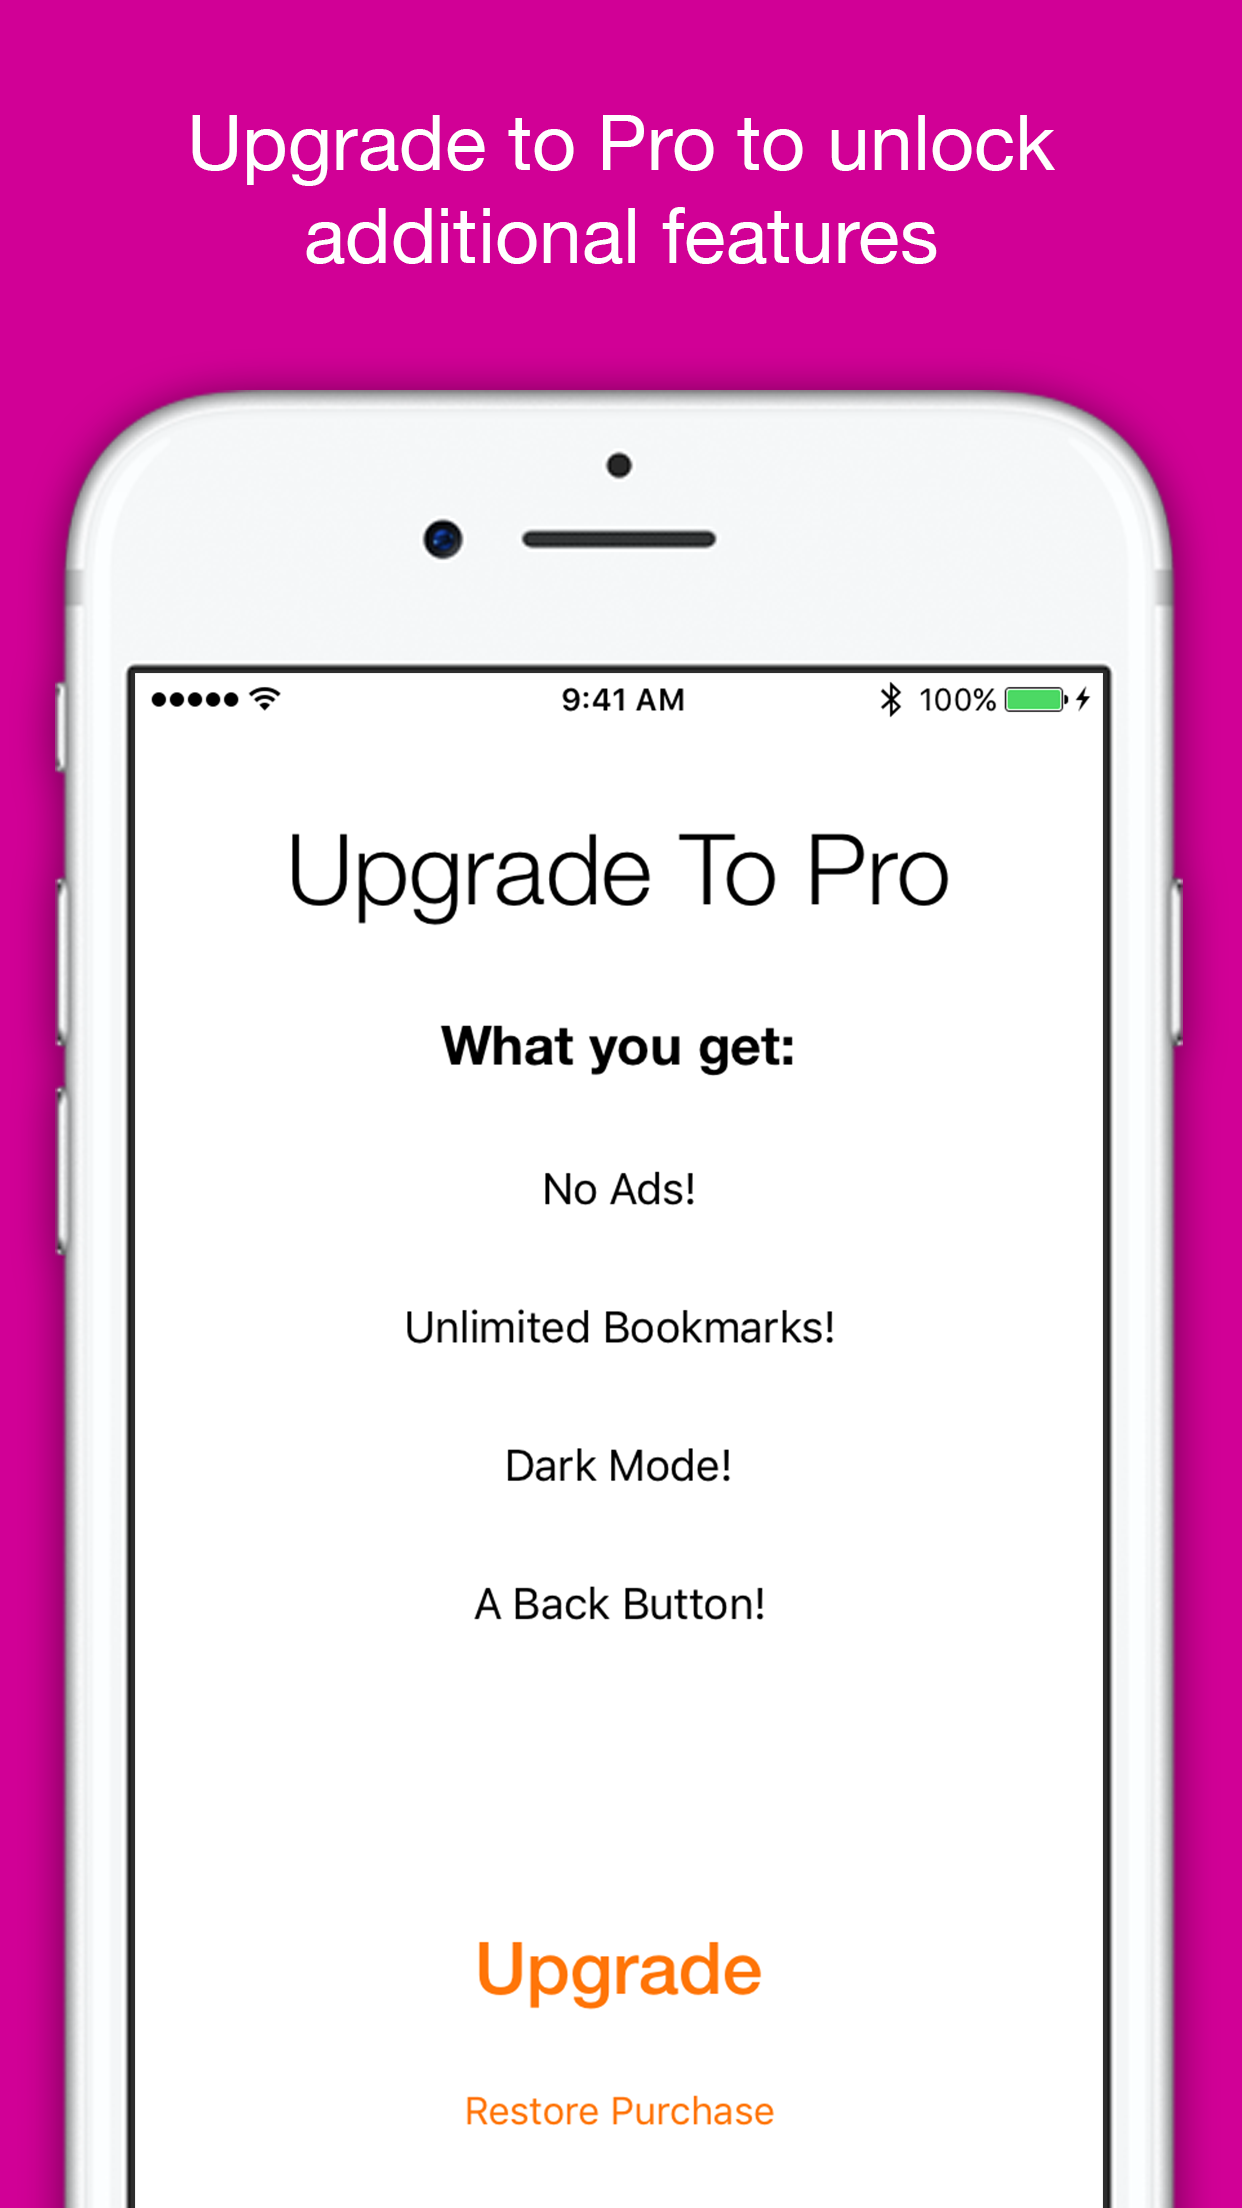 Upgrade to Pro to unlock
additional features
9:41 AM
100%
Upgrade To Pro
What you get:
No Ads!
Unlimited Bookmarks!
Dark Mode!
A Back Button!
Upgrade
Restore Purchase